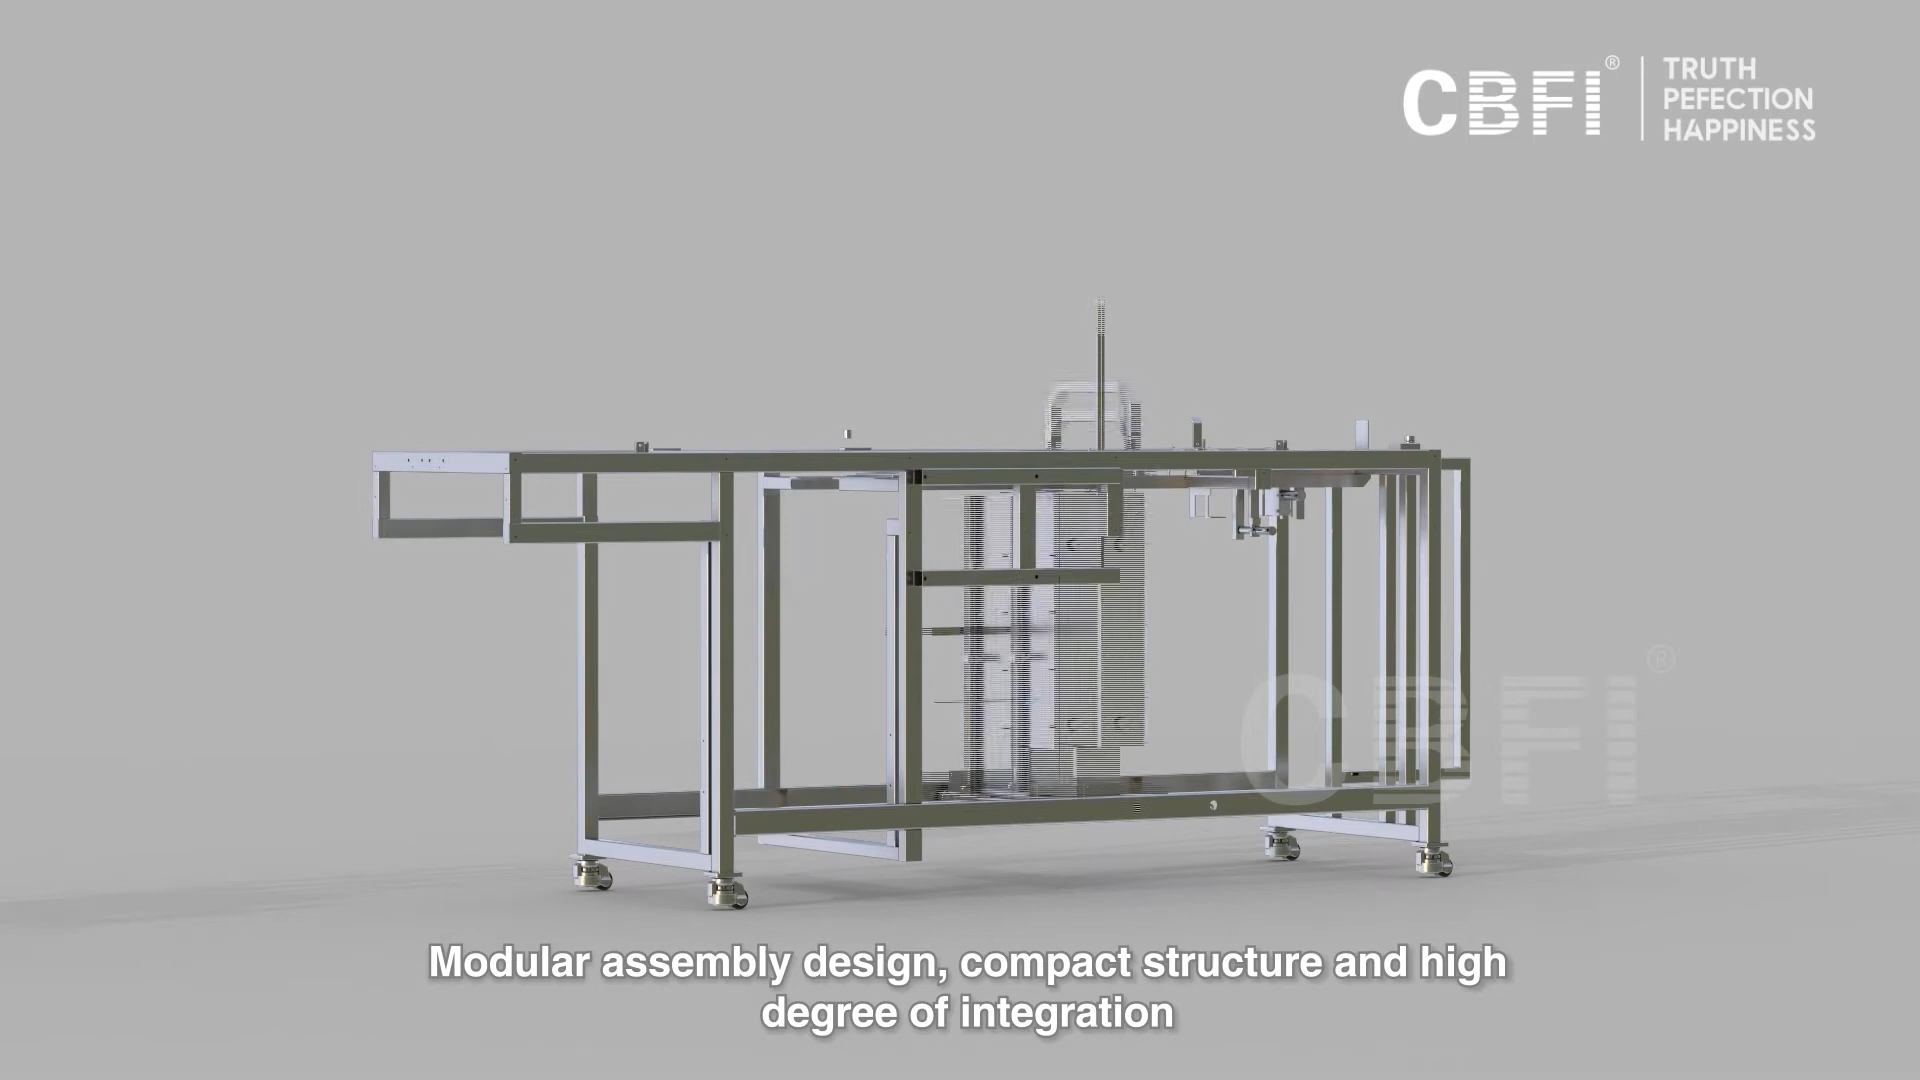 CBFI® TRUTH
PEFECTION
HAPPINESS
CBFI®
Modular assembly design, compact structure and high
degree of integration